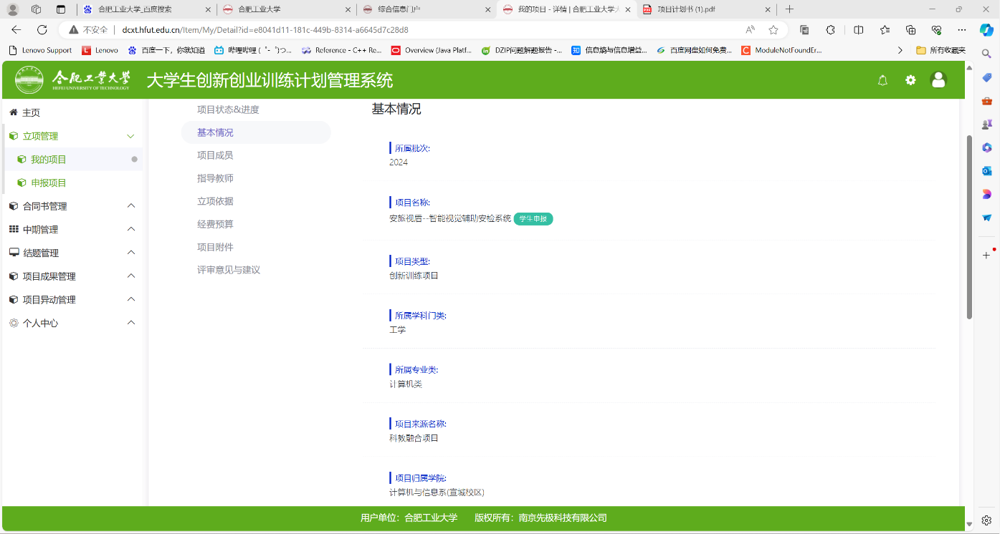 合肥工业大学_百度搜索
合肥工业大学
综合信息门户
我的项目 - 详情 | 合肥工业大学大
项目计划书 (1).pdf
不安全
dcxt.hfut.edu.cn/Item/My/Detail?id=e8041d11-181c-449b-8314-a6645d7c28d8
Lenovo Support
Lenovo
百度一下，你就知道
哔哩哔哩 (゜-゜)つ...
Reference - C++ Re...
Overview (Java Platf...
DZIP问题解题报告 -...
信息熵与信息增益...
百度网盘如何免费...
ModuleNotFoundEr...
所有收藏夹
合肥工业大学
HEFEI UNIVERSITY OF TECHNOLOGY
大学生创新创业训练计划管理系统
主页
立项管理
我的项目
申报项目
合同书管理
中期管理
结题管理
项目成果管理
项目异动管理
个人中心
项目状态&进度
基本情况
项目成员
指导教师
立项依据
经费预算
项目附件
评审意见与建议
基本情况
所属批次:
2024
项目名称:
安旅视盾--智能视觉辅助安检系统 学生申报
项目类型:
创新训练项目
所属学科门类:
工学
所属专业类:
计算机类
项目来源名称:
科教融合项目
项目归属学院:
计算机与信息系(宣城校区)
用户单位：合肥工业大学 版权所有：南京先极科技有限公司